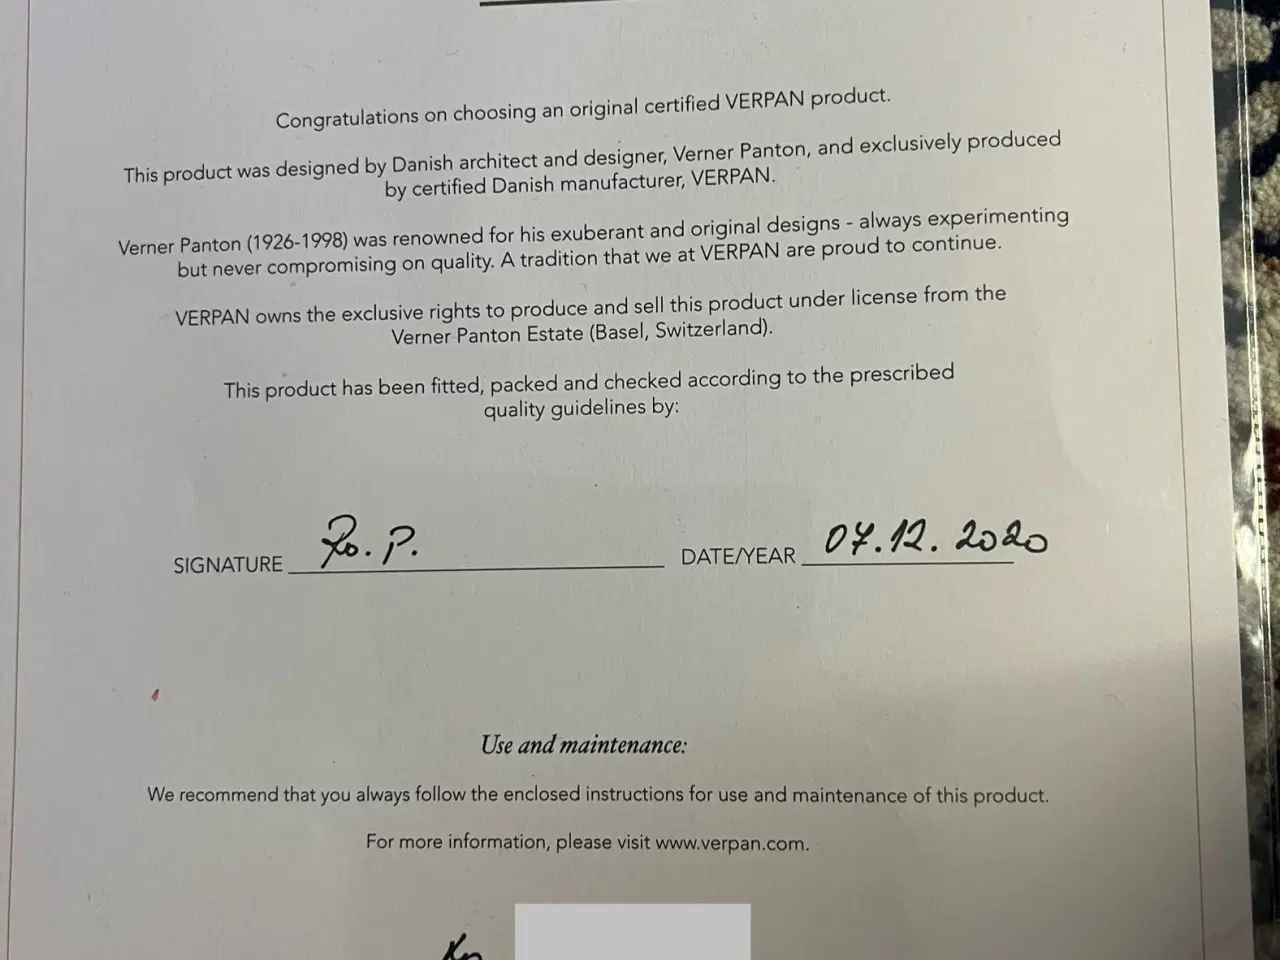 Congratulations on choosing an original certified VERPAN product.
This product was designed by Danish architect and designer, Verner Panton, and exclusively produced
by certified Danish manufacturer, VERPAN.
Verner Panton (1926-1998) was renowned for his exuberant and original designs - always experimenting
but never compromising on quality. A tradition that we at VERPAN are proud to continue.
VERPAN owns the exclusive rights to produce and sell this product under license from the
Verner Panton Estate (Basel, Switzerland).
This product has been fitted, packed and checked according to the prescribed
quality guidelines by:
SIGNATURE P. DATE/YEAR 07.12.2020
Use and maintenance:
We recommend that you always follow the enclosed instructions for use and maintenance of this product.
For more information, please visit www.verpan.com.